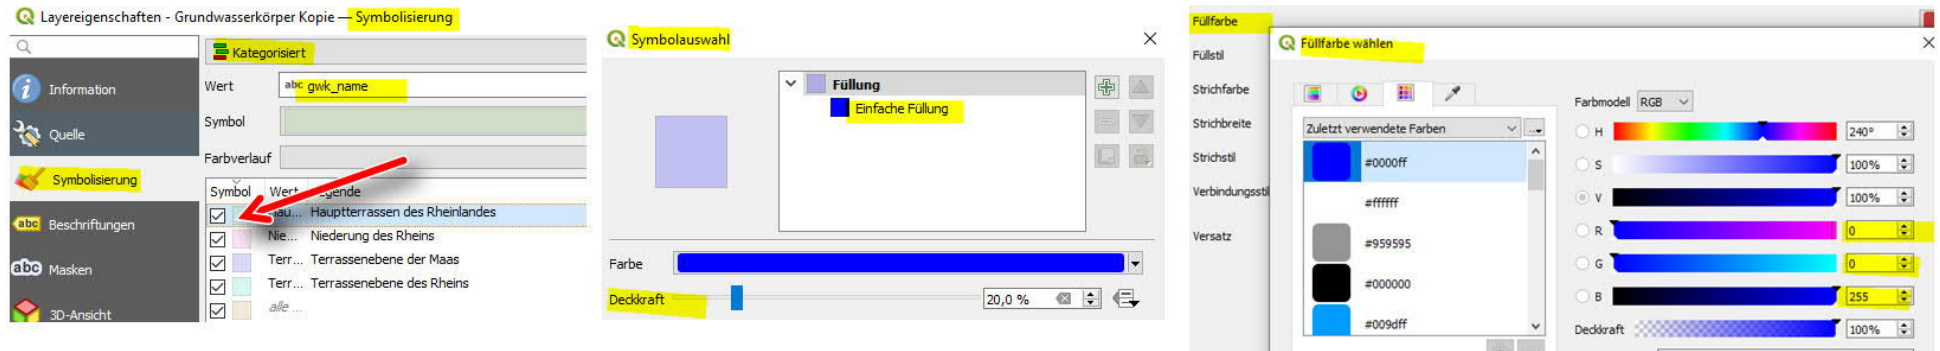 Layereigenschaften - Grundwasserkörper Kopie — Symbolisierung
Information
Quelle
Symbolisierung
abc Beschriftungen
abc Masken
3D-Ansicht
Kategorisiert
Wert abc gwk_name
Symbol
Farbverlauf
Symbol Wert
Hauptterrassen des Rheinlandes
Nie... Niederung des Rheins
Terr... Terrassenebene der Maas
Terr... Terrassenebene des Rheins
alle ...
Symbolauswahl
Füllung
Einfache Füllung
Farbe
Deckkraft 20,0 %
Füllfarbe
Füllstil
Strichfarbe
Strichbreite
Strichstil
Verbindungsstil
Versatz
Füllfarbe wählen
Zuletzt verwendete Farben ...
#0000ff
#ffffff
#959595
#000000
#009dff
Farbmodell RGB
H 240°
S 100%
V 100%
R 0
G 0
B 255
Deckkraft 100%